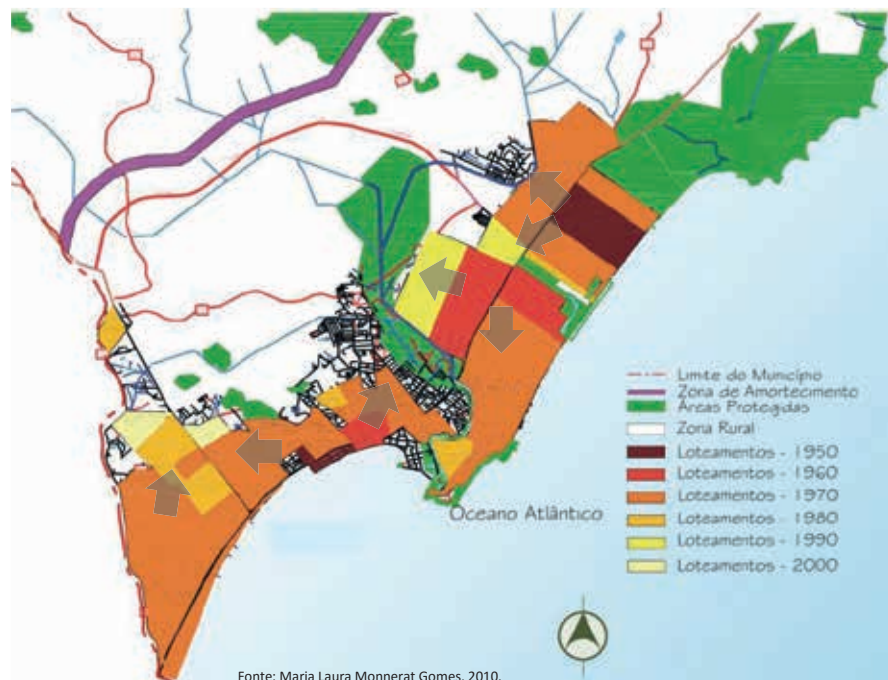 Limite do Município
Zona de Amortecimento
Áreas Protegidas
Zona Rural
Loteamentos - 1950
Loteamentos - 1960
Loteamentos - 1970
Loteamentos - 1980
Loteamentos - 1990
Loteamentos - 2000
Oceano Atlântico
Fonte: Maria Laura Monnerat Gomes, 2010.